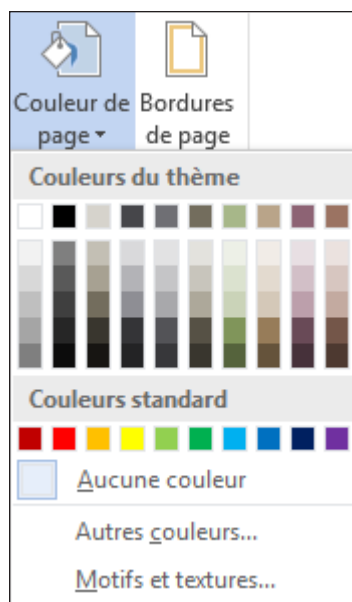 Couleur de Bordures
page de page
Couleurs du thème
Couleurs standard
Aucune couleur
Autres couleurs...
Motifs et textures...